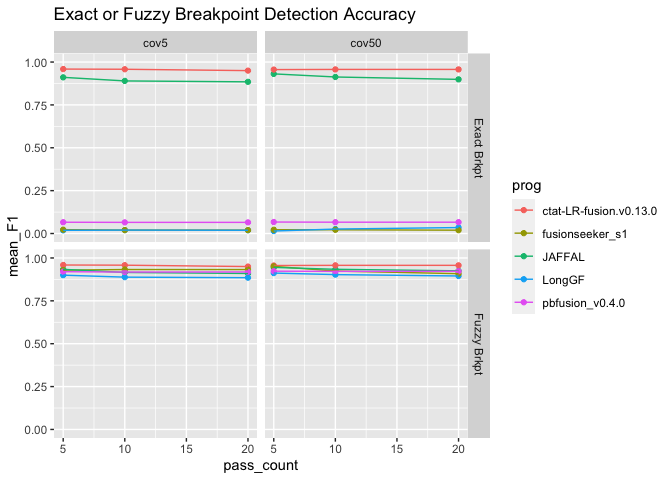 Exact or Fuzzy Breakpoint Detection Accuracy
cov5
cov50
1.00
0.75
0.50
0.25
0.00
Exact Brkpt
1.00
0.75
0.50
0.25
0.00
Fuzzy Brkpt
mean_F1
5
10
15
20
5
10
15
20
pass_count
prog
ctat-LR-fusion.v0.13.0
fusionseeker_s1
JAFFAL
LongGF
pbfusion_v0.4.0